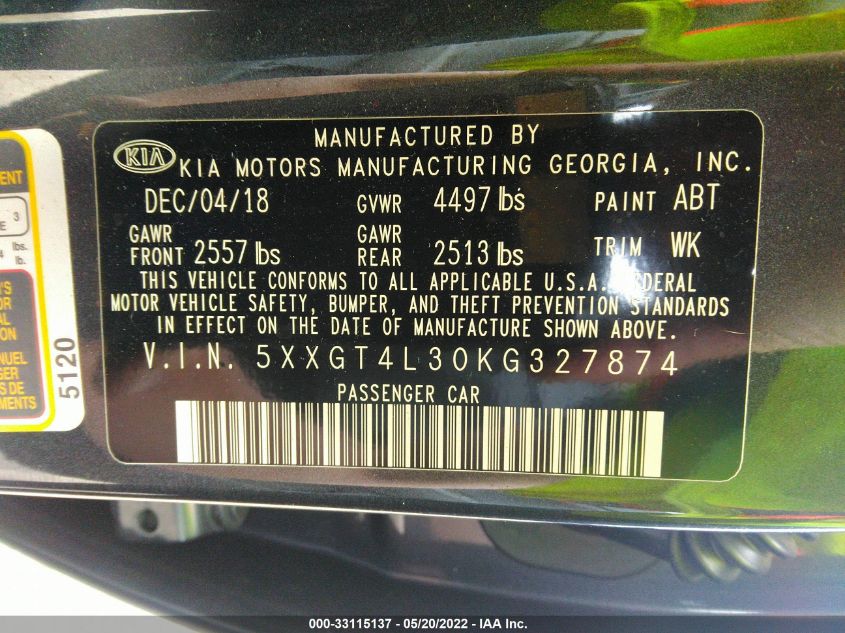 MANUFACTURED BY
KIA KIA MOTORS MANUFACTURING GEORGIA, INC.
DEC/04/18 GVWR 4497 lbs PAINT ABT
GAWR FRONT 2557 lbs GAWR REAR 2513 lbs TRIM WK
THIS VEHICLE CONFORMS TO ALL APPLICABLE U.S.A. FEDERAL
MOTOR VEHICLE SAFETY, BUMPER, AND THEFT PREVENTION STANDARDS
IN EFFECT ON THE DATE OF MANUFACTURE SHOWN ABOVE.
V.I.N. 5XXGT4L30KG327874
PASSENGER CAR
3
lbs.
lb.
5120
000-33115137 - 05/20/2022 - IAA Inc.